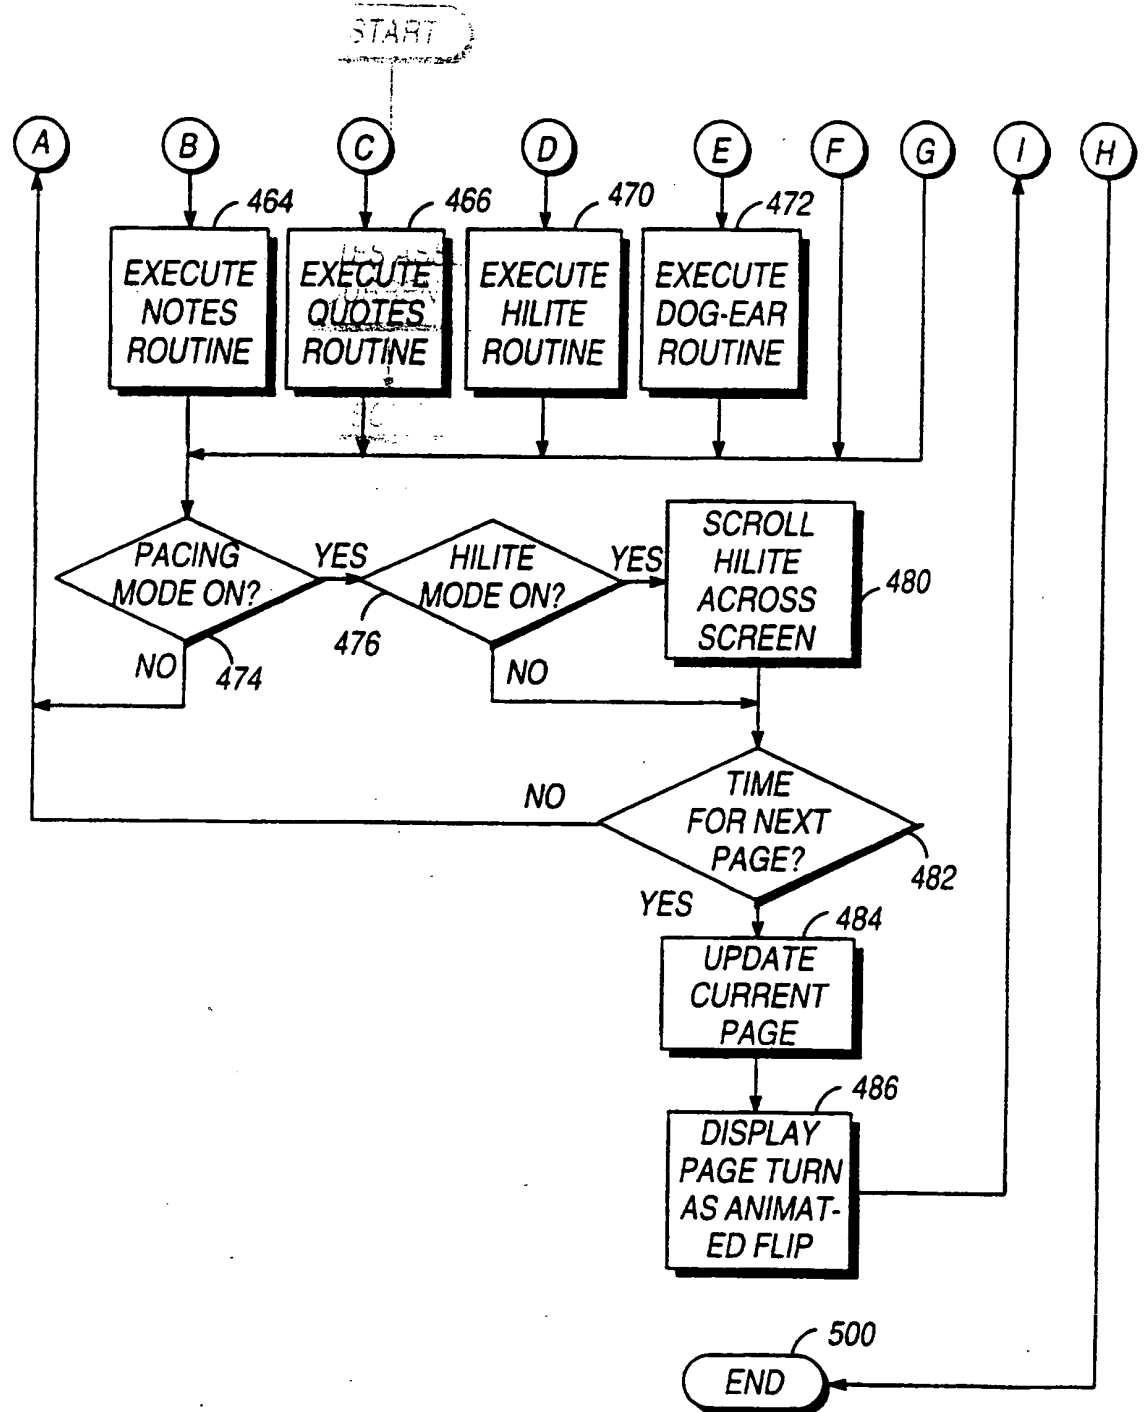 START
A
B
C
D
E
F
G
I
H
464
466
470
472
EXECUTE
NOTES
ROUTINE
EXECUTE
QUOTES
ROUTINE
EXECUTE
HILITE
ROUTINE
EXECUTE
DOG-EAR
ROUTINE
PACING
MODE ON?
YES
474
NO
HILITE
MODE ON?
YES
476
NO
SCROLL
HILITE
ACROSS
SCREEN
480
TIME
FOR NEXT
PAGE?
NO
482
YES
484
UPDATE
CURRENT
PAGE
486
DISPLAY
PAGE TURN
AS ANIMAT-
ED FLIP
500
END